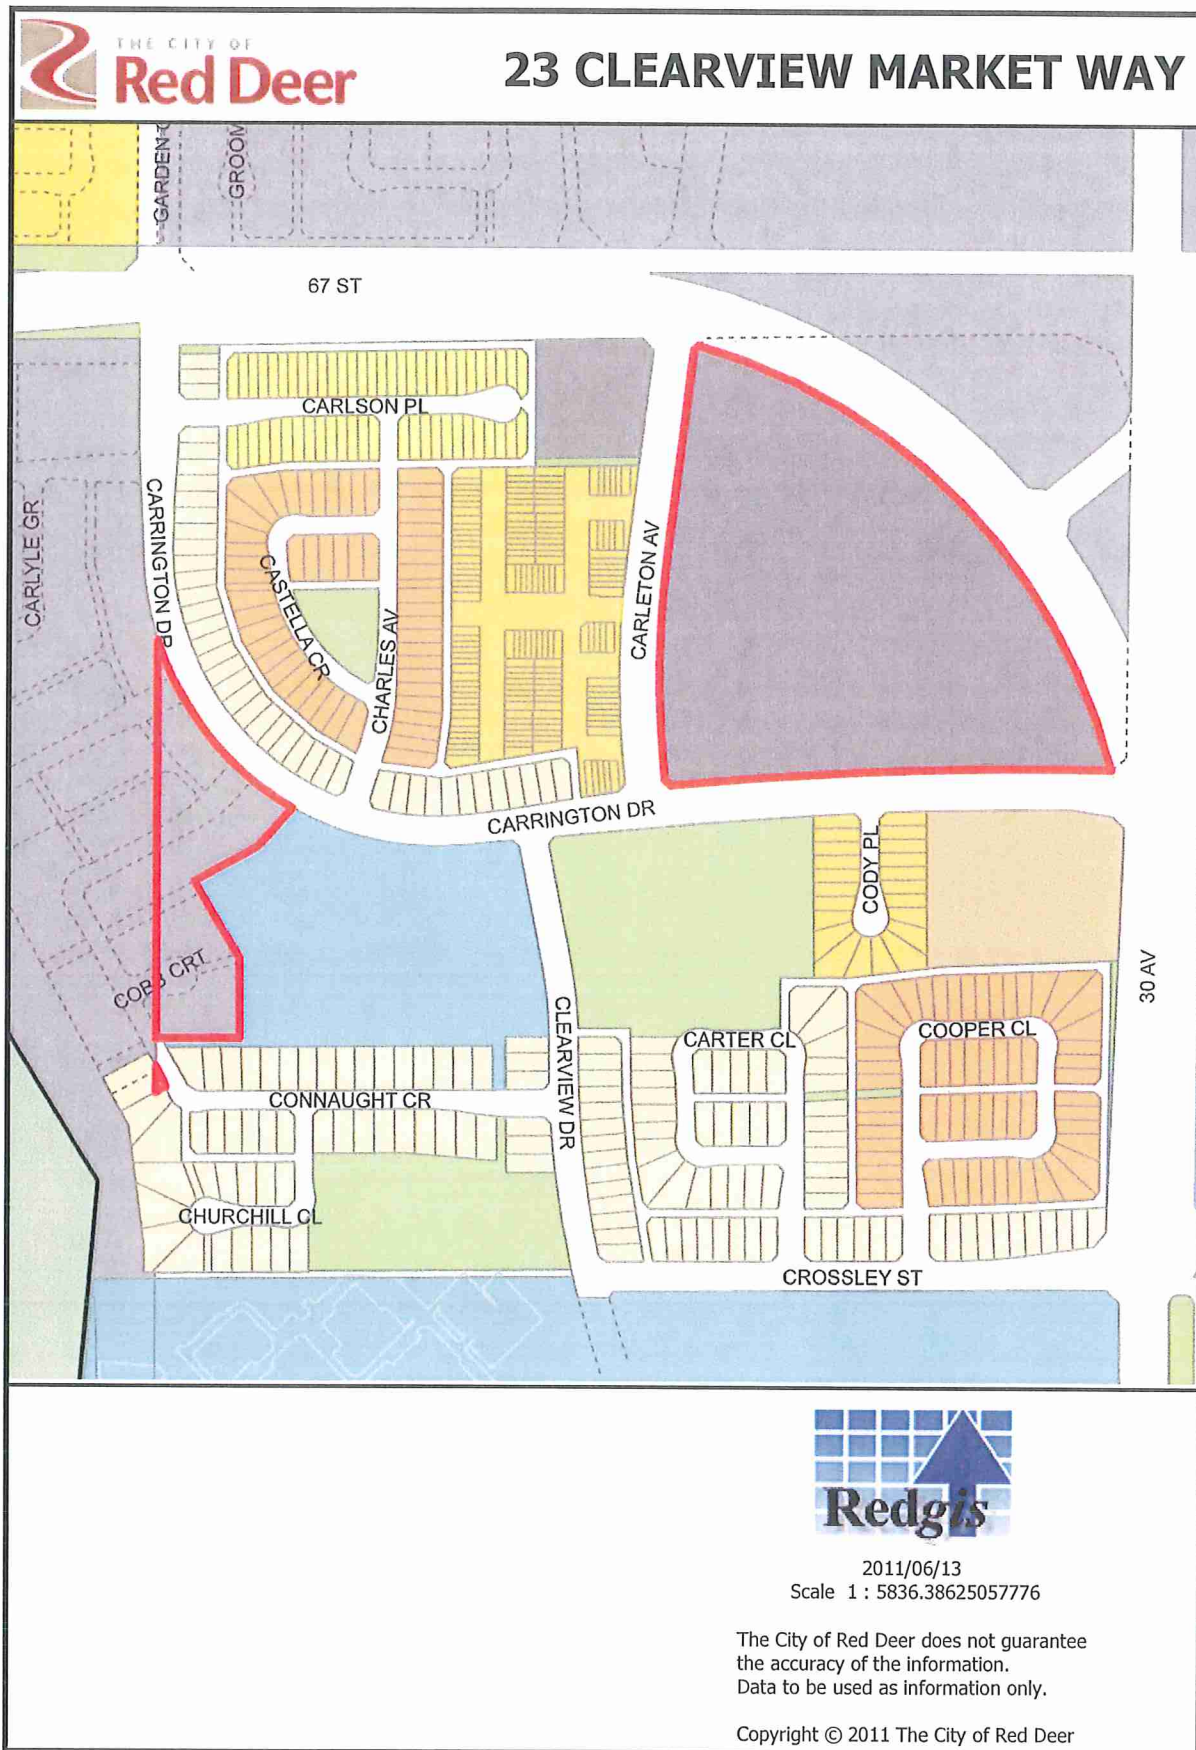 THE CITY OF
Red Deer
23 CLEARVIEW MARKET WAY
GARDEN
GROOM
67 ST
CARLSON PL
CARLYLE GR
CARRINGTON DR
CASTELLA CR
CHARLES AV
CARLETON AV
CARRINGTON DR
CODY PL
COBB CRT
30 AV
CLEARVIEW DR
CARTER CL
COOPER CL
CONNAUGHT CR
CHURCHILL CL
CROSSLEY ST
Redgis
2011/06/13
Scale 1 : 5836.38625057776
The City of Red Deer does not guarantee
the accuracy of the information.
Data to be used as information only.
Copyright © 2011 The City of Red Deer